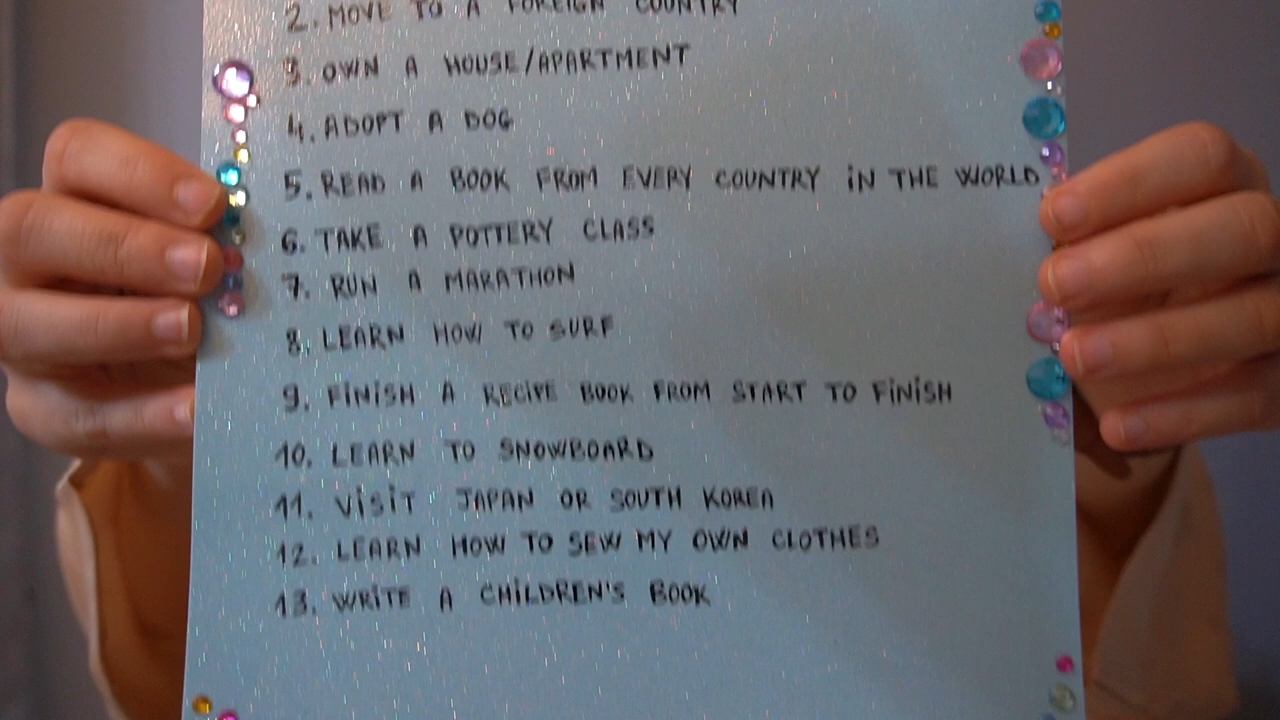 2. MOVE TO A FOREIGN COUNTRY
3. OWN A HOUSE/APARTMENT
4. ADOPT A DOG
5. READ A BOOK FROM EVERY COUNTRY iN THE WORLD
6. TAKE A POTTERY CLASS
7. RUN A MARATHON
8. LEARN HOW TO SURF
9. FiNiSH A RECiPE BOOK FROM START TO FiNiSH
10. LEARN TO SNOWBOARD
11. ViSiT JAPAN OR SOUTH KOREA
12. LEARN HOW TO SEW MY OWN CLOTHES
13. WRiTE A CHiLDREN'S BOOK